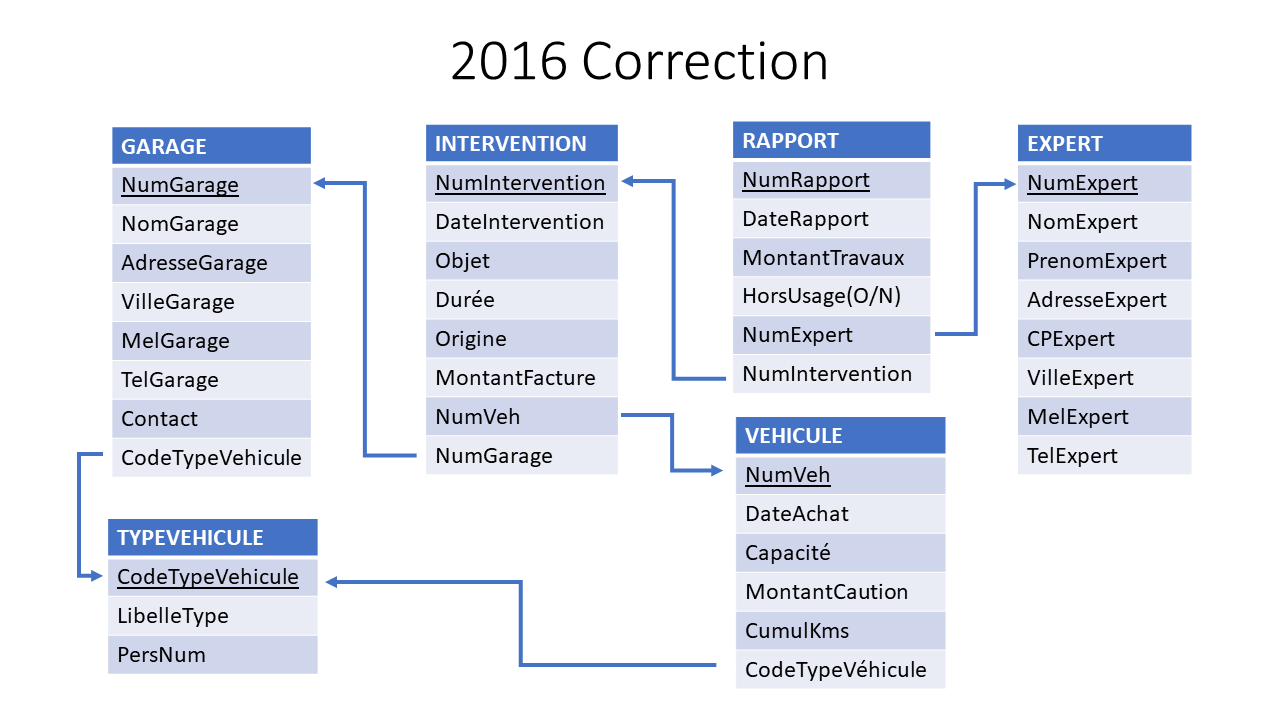 2016 Correction
GARAGE
NumGarage
NomGarage
AdresseGarage
VilleGarage
MelGarage
TelGarage
Contact
CodeTypeVehicule
INTERVENTION
NumIntervention
DateIntervention
Objet
Durée
Origine
MontantFacture
NumVeh
NumGarage
RAPPORT
NumRapport
DateRapport
MontantTravaux
HorsUsage(O/N)
NumExpert
NumIntervention
EXPERT
NumExpert
NomExpert
PrenomExpert
AdresseExpert
CPExpert
VilleExpert
MelExpert
TelExpert
TYPEVEHICULE
CodeTypeVehicule
LibelleType
PersNum
VEHICULE
NumVeh
DateAchat
Capacité
MontantCaution
CumulKms
CodeTypeVéhicule